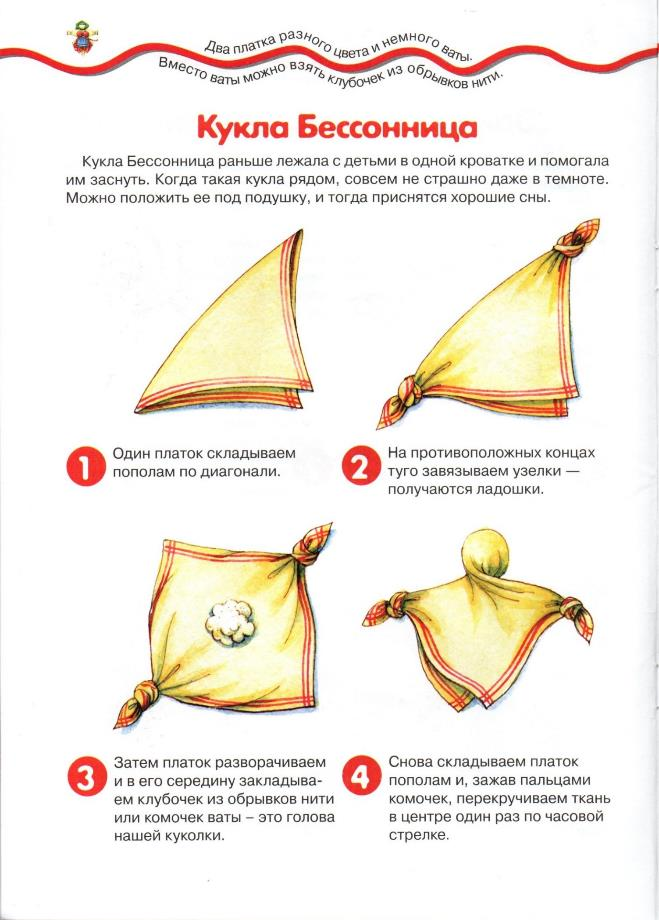 Два платка разного цвета и немного ваты.
Вместо ваты можно взять клубочек из обрывков нити.
Кукла Бессонница
Кукла Бессонница раньше лежала с детьми в одной кроватке и помогала
им заснуть. Когда такая кукла рядом, совсем не страшно даже в темноте.
Можно положить ее под подушку, и тогда приснятся хорошие сны.
1
Один платок складываем
пополам по диагонали.
2
На противоположных концах
туго завязываем узелки —
получаются ладошки.
3
Затем платок разворачиваем
и в его середину закладыва-
ем клубочек из обрывков нити
или комочек ваты – это голова
нашей куколки.
4
Снова складываем платок
пополам и, зажав пальцами
комочек, перекручиваем ткань
в центре один раз по часовой
стрелке.